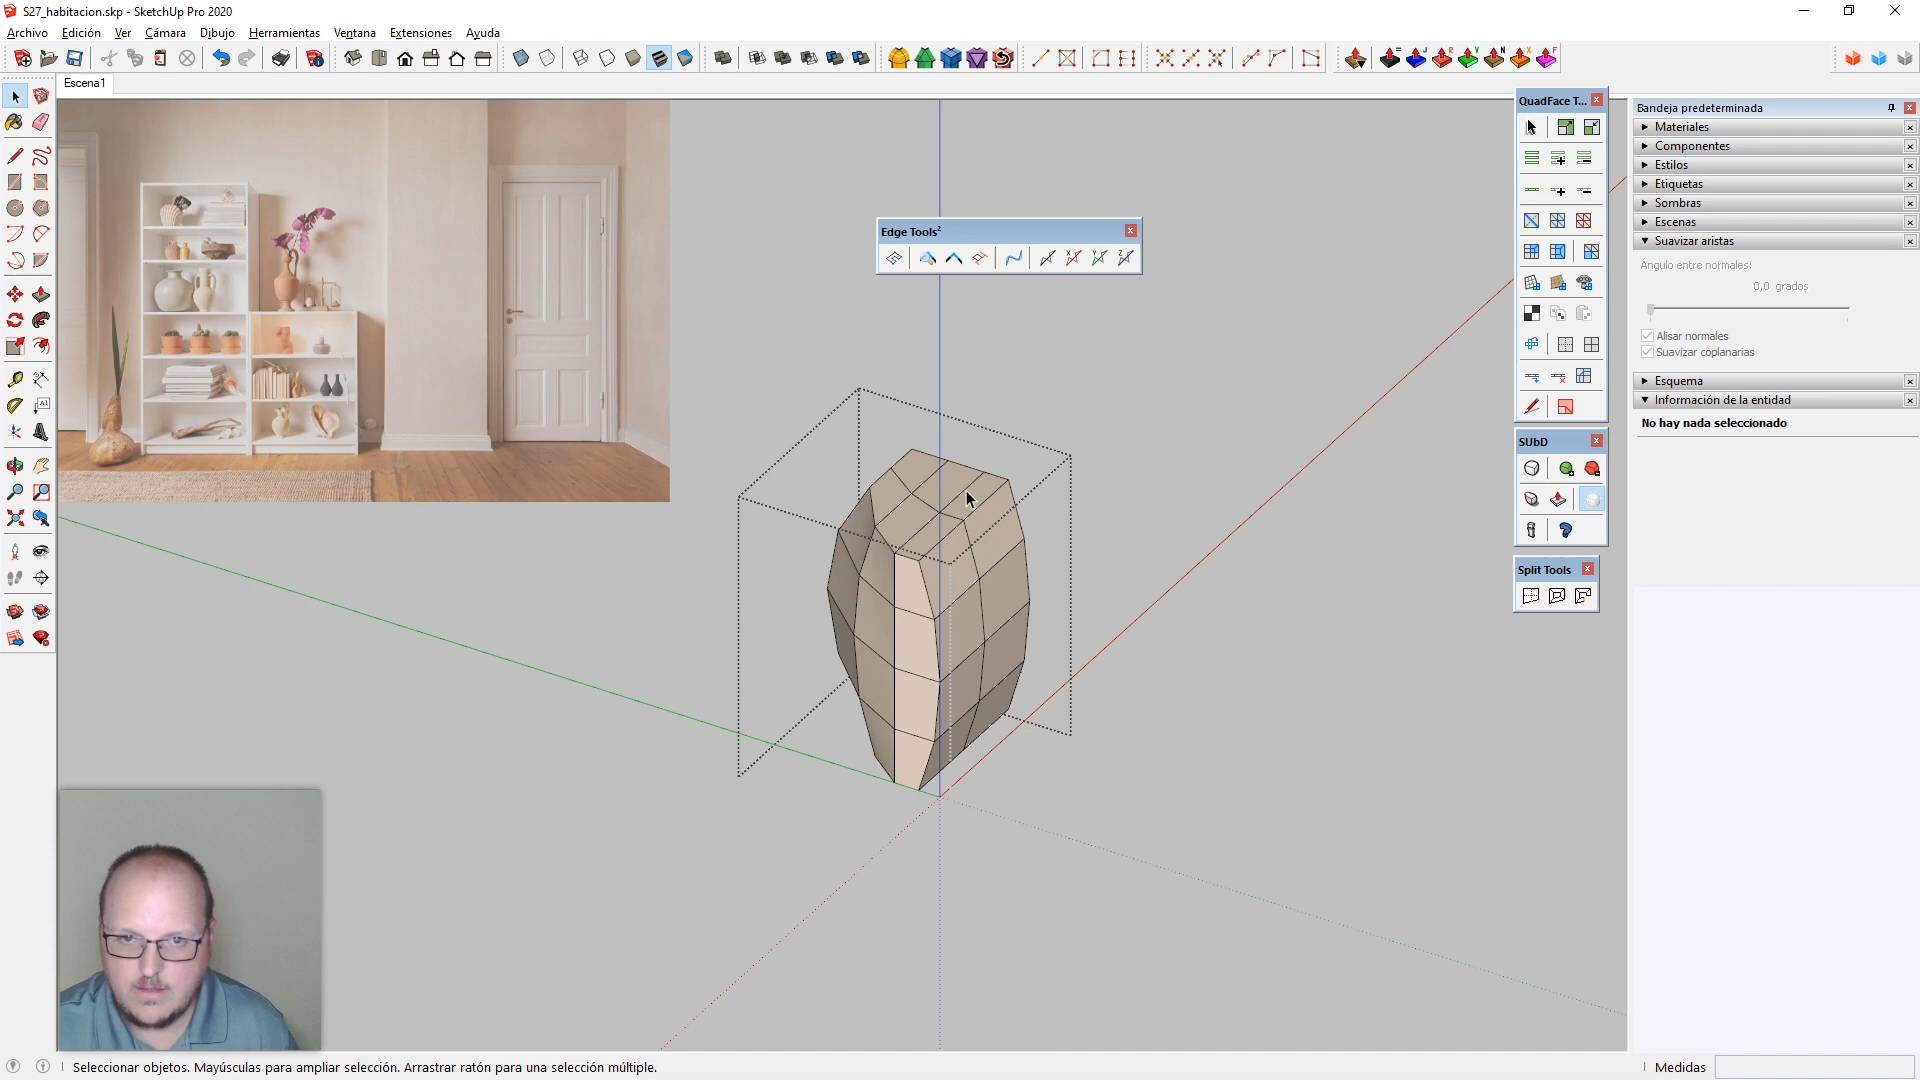 S27_habitacion.skp - SketchUp Pro 2020
Archivo Edición Ver Cámara Dibujo Herramientas Ventana Extensiones Ayuda
Escena1
QuadFace T...
Bandeja predeterminada
Materiales
Componentes
Estilos
Etiquetas
Sombras
Escenas
Suavizar aristas
Ángulo entre normales:
0,0 grados
Alisar normales
Suavizar coplanarias
Esquema
Información de la entidad
No hay nada seleccionado
Edge Tools²
SUbD
Split Tools
Seleccionar objetos. Mayúsculas para ampliar selección. Arrastrar ratón para una selección múltiple.
Medidas